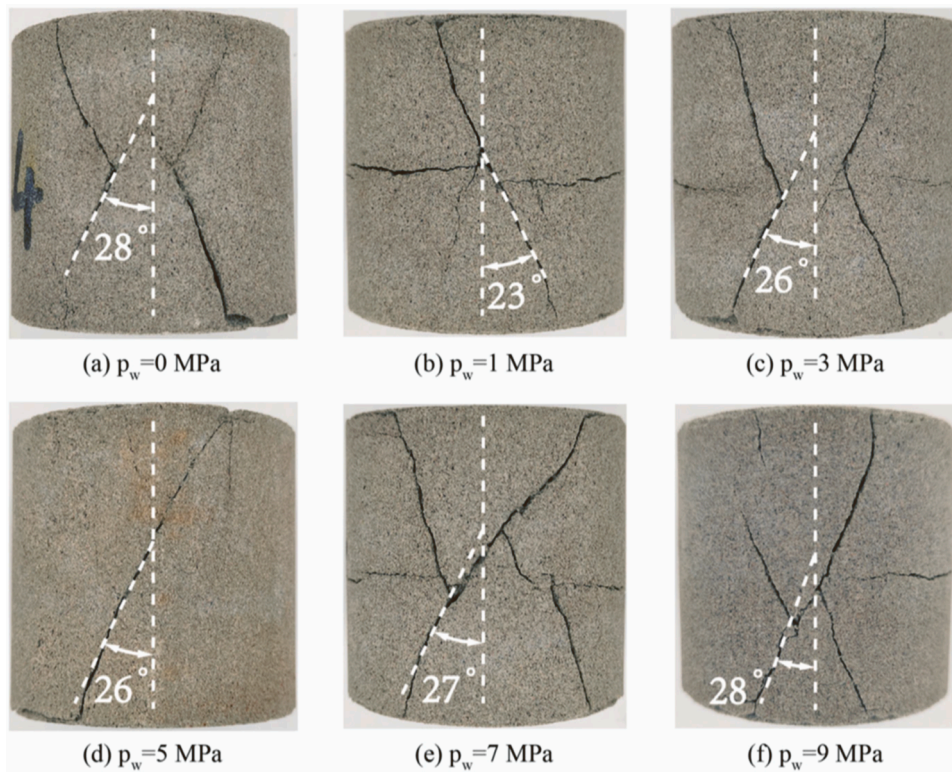 4
28°
23°
26°
(a) p_w=0 MPa
(b) p_w=1 MPa
(c) p_w=3 MPa
26°
27°
28°
(d) p_w=5 MPa
(e) p_w=7 MPa
(f) p_w=9 MPa